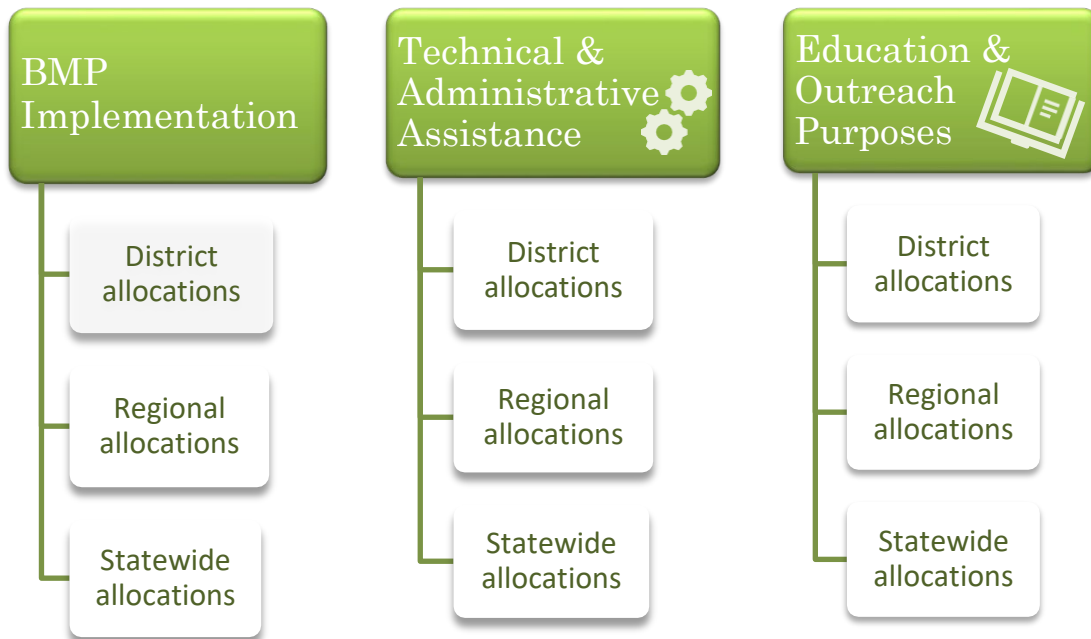 BMP
Implementation
District
allocations
Regional
allocations
Statewide
allocations
Technical &
Administrative
Assistance
District
allocations
Regional
allocations
Statewide
allocations
Education &
Outreach
Purposes
District
allocations
Regional
allocations
Statewide
allocations